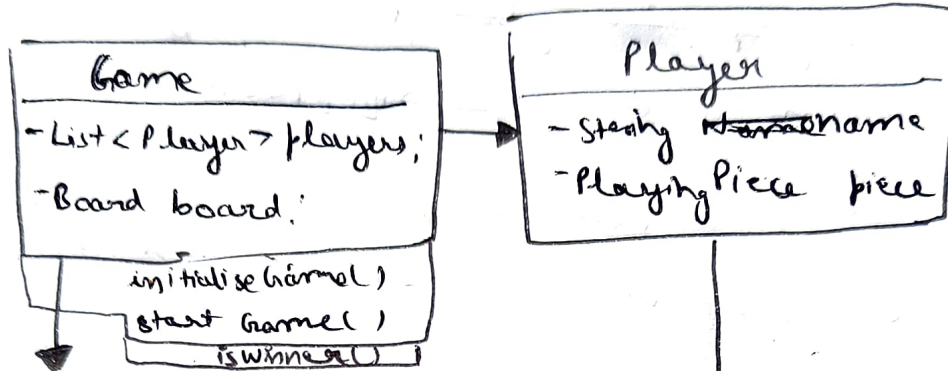 Game
-List<Player> players;
-Board board;
initialiseGame()
start Game()
iswinner()
Player
- String name
-PlayingPiece piece